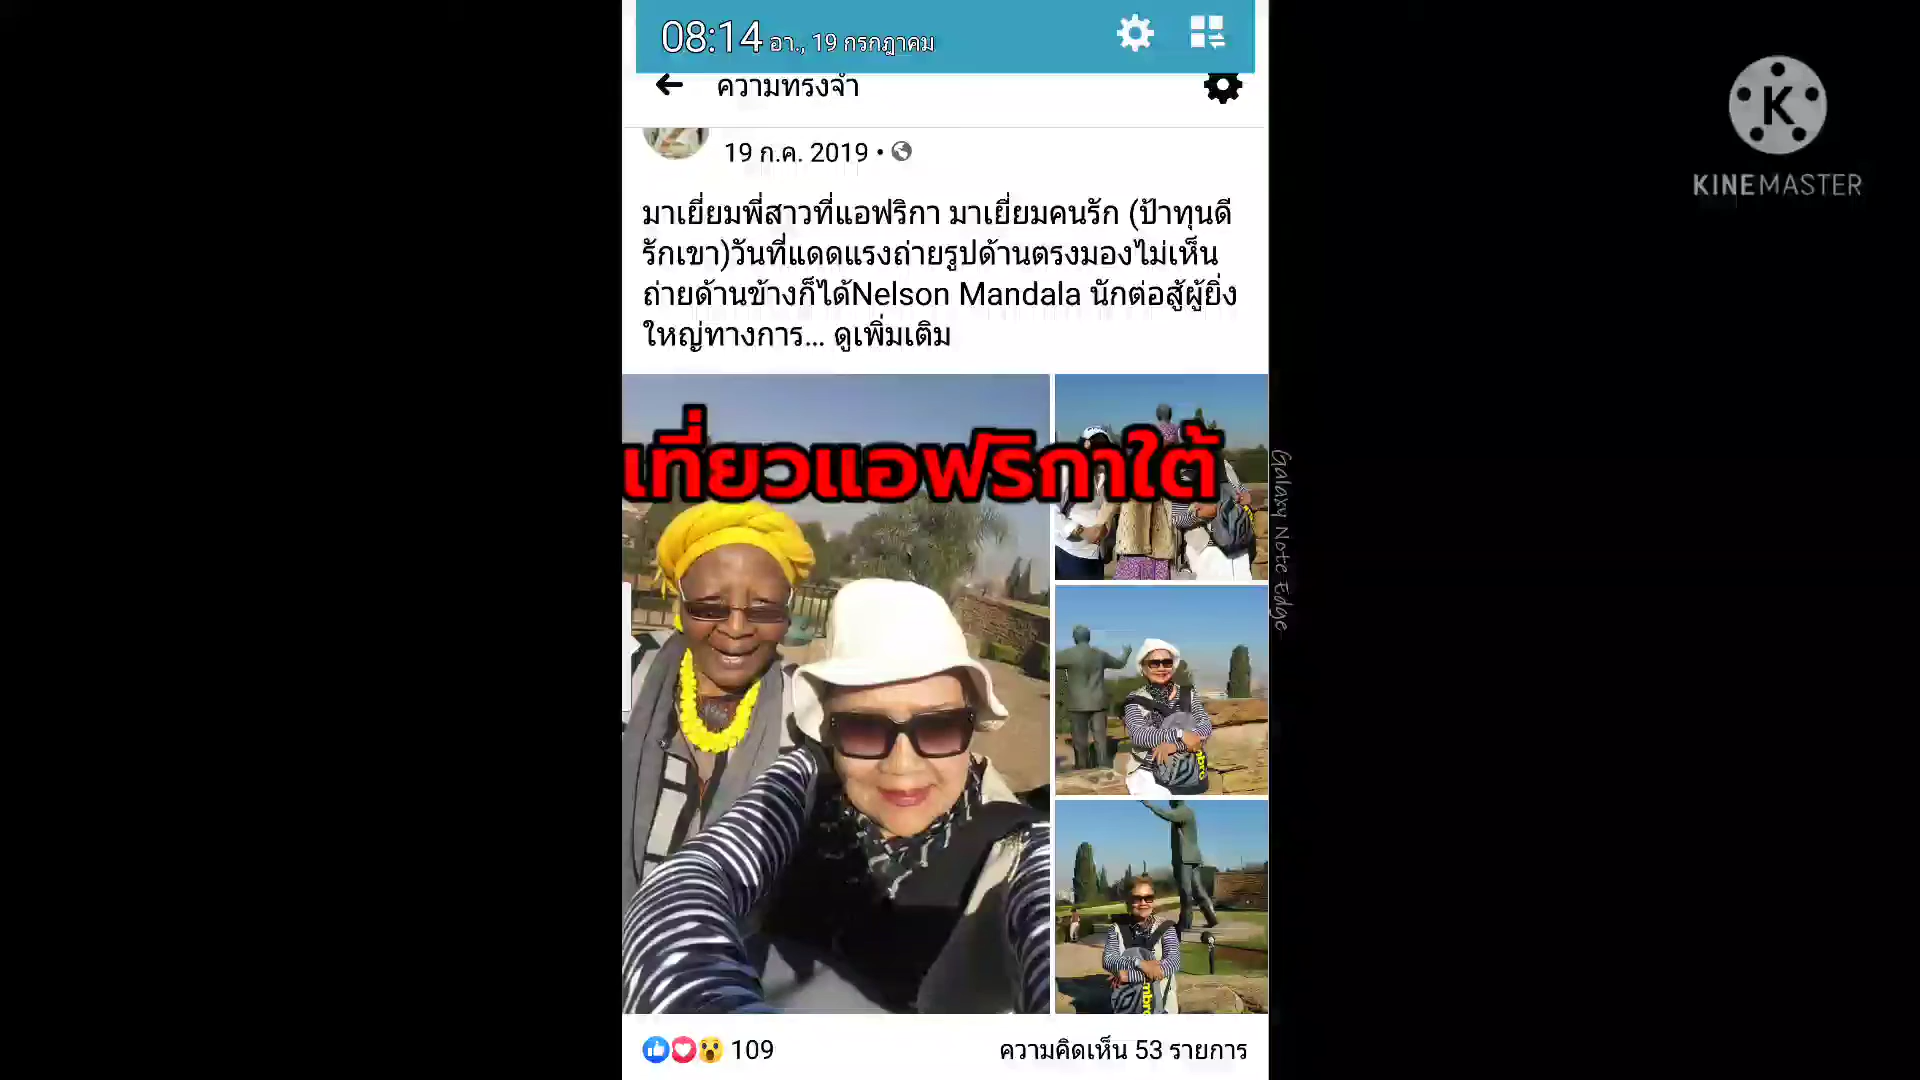 08:14 อา., 19 กรกฎาคม
ความทรงจำ
19 ก.ค. 2019 •
มาเยี่ยมพี่สาวที่แอฟริกา มาเยี่ยมคนรัก (ป้าทุนดี
รักเขา)วันที่แดดแรงถ่ายรูปด้านตรงมองไม่เห็น
ถ่ายด้านข้างก็ได้Nelson Mandala นักต่อสู้ผู้ยิ่ง
ใหญ่ทางการ... ดูเพิ่มเติม
เที่ยวแอฟริกาใต้
109
ความคิดเห็น 53 รายการ
Galaxy Note Edge
K
KINEMASTER